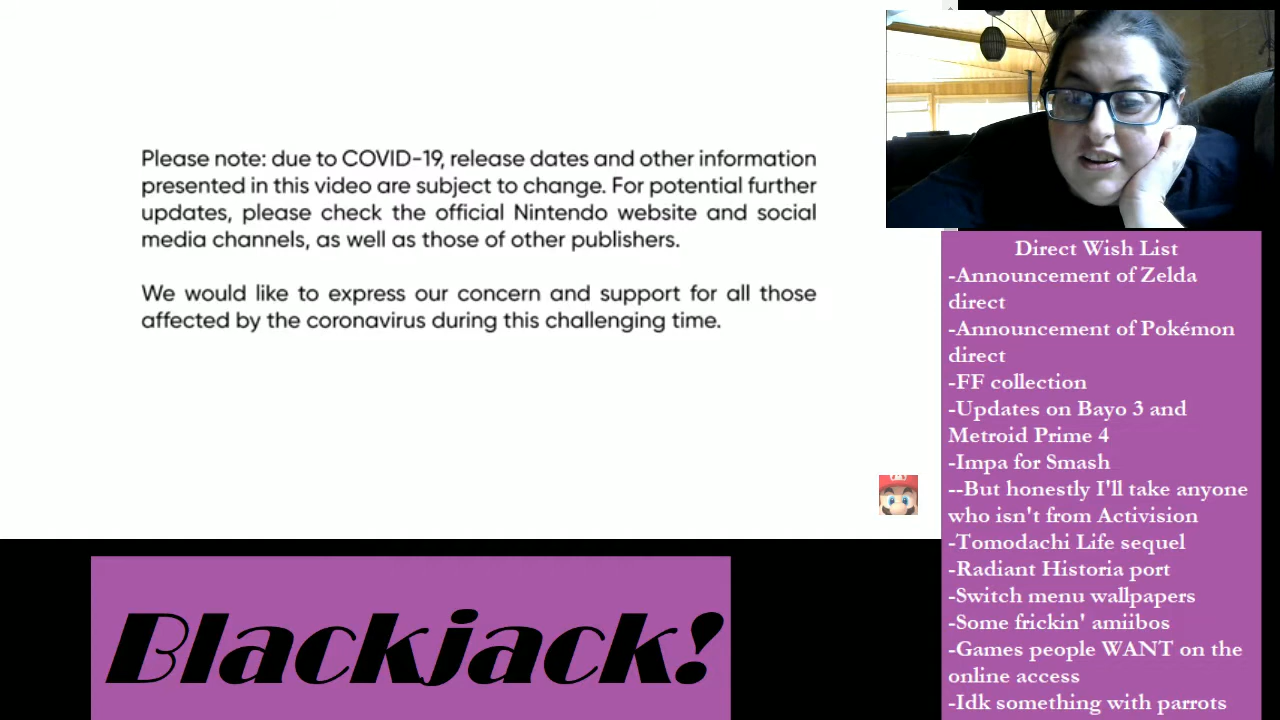 Please note: due to COVID-19, release dates and other information
presented in this video are subject to change. For potential further
updates, please check the official Nintendo website and social
media channels, as well as those of other publishers.
We would like to express our concern and support for all those
affected by the coronavirus during this challenging time.
Direct Wish List
-Announcement of Zelda
direct
-Announcement of Pokémon
direct
-FF collection
-Updates on Bayo 3 and
Metroid Prime 4
-Impa for Smash
--But honestly I'll take anyone
who isn't from Activision
-Tomodachi Life sequel
-Radiant Historia port
-Switch menu wallpapers
-Some frickin' amiibos
-Games people WANT on the
online access
-Idk something with parrots
Blackjack!